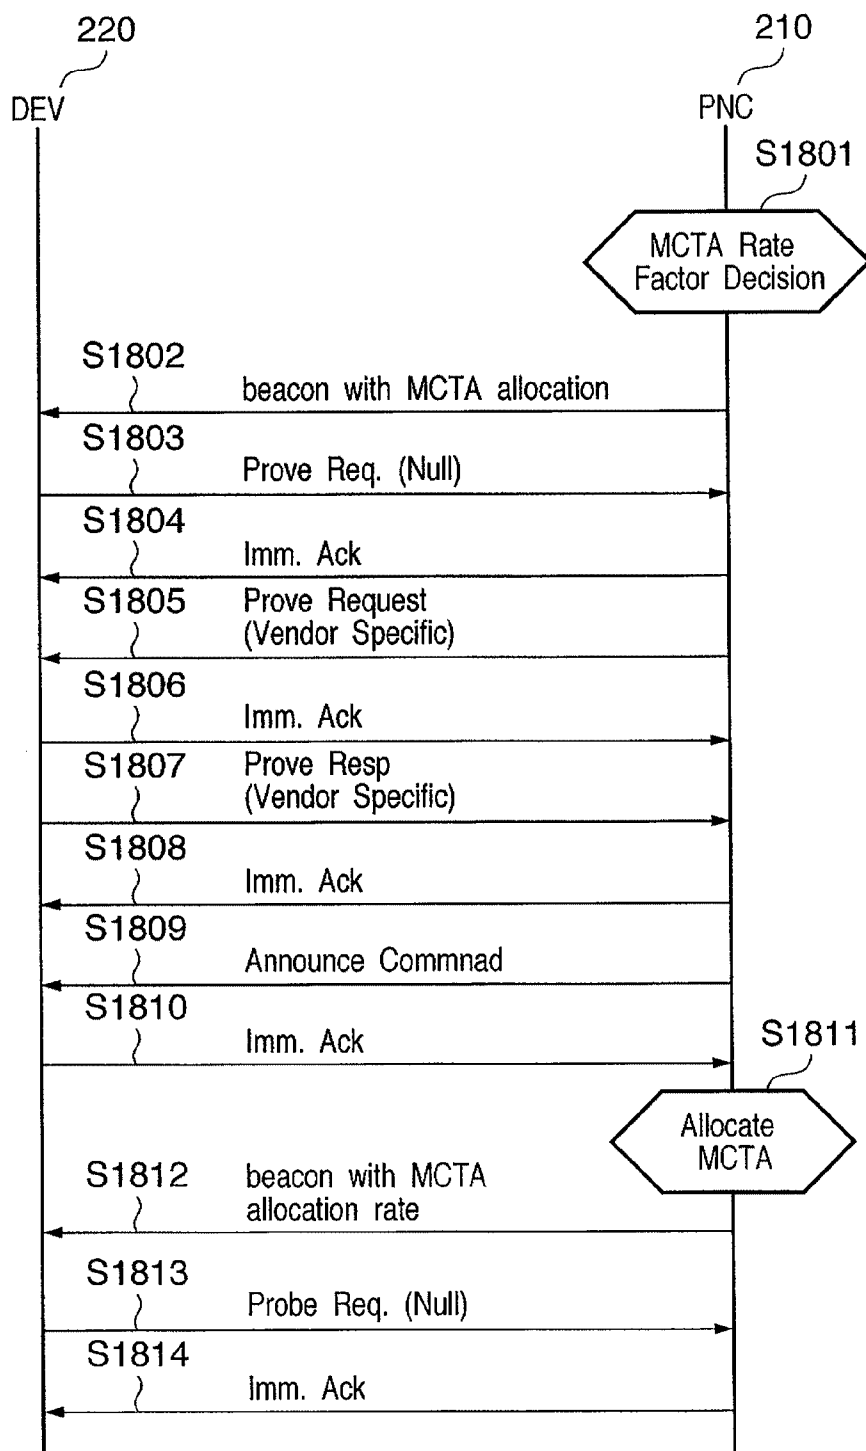 220
210
DEV
PNC
S1801
MCTA Rate
Factor Decision
S1802
beacon with MCTA allocation
S1803
Prove Req. (Null)
S1804
Imm. Ack
S1805
Prove Request
(Vendor Specific)
S1806
Imm. Ack
S1807
Prove Resp
(Vendor Specific)
S1808
Imm. Ack
S1809
Announce Commnad
S1810
Imm. Ack
S1811
Allocate
MCTA
S1812
beacon with MCTA
allocation rate
S1813
Probe Req. (Null)
S1814
Imm. Ack